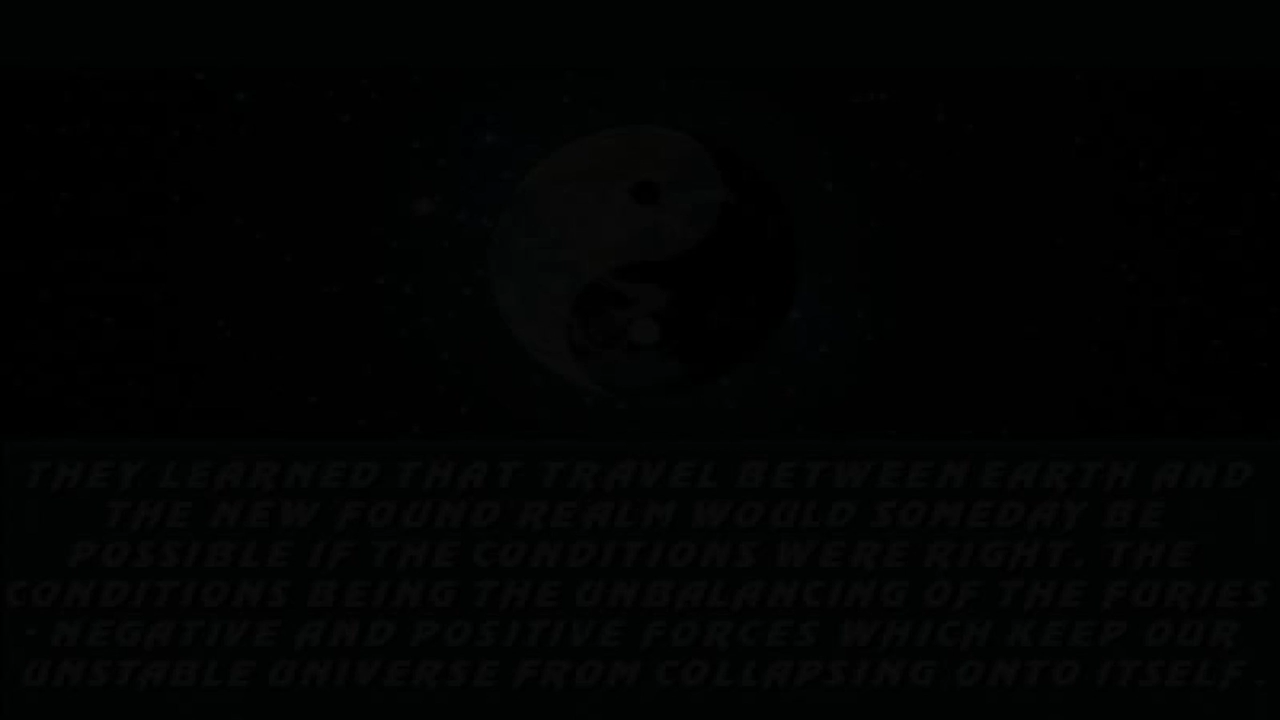 THEY LEARNED THAT TRAVEL BETWEEN EARTH AND
THE NEW FOUND REALM WOULD SOMEDAY BE
POSSIBLE IF THE CONDITIONS WERE RIGHT. THE
CONDITIONS BEING THE UNBALANCING OF THE FURIES
- NEGATIVE AND POSITIVE FORCES WHICH KEEP OUR
UNSTABLE UNIVERSE FROM COLLAPSING ONTO ITSELF.